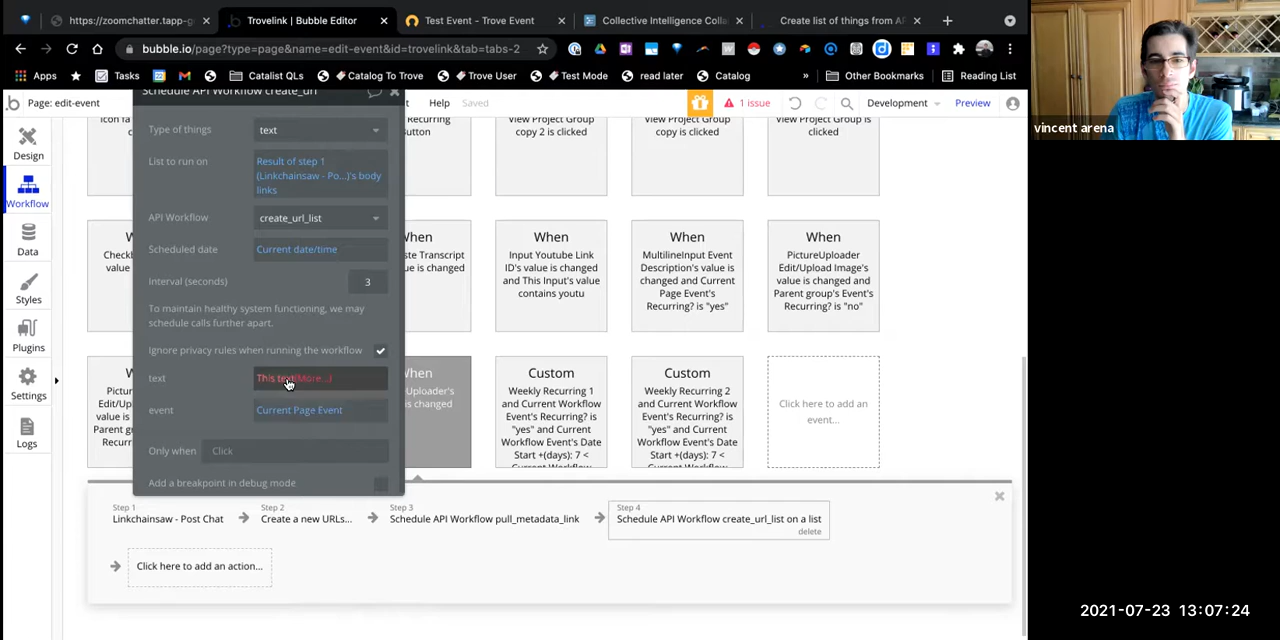 https://zoomchatter.tapp-g
Trovelink | Bubble Editor
Test Event - Trove Event
Collective Intelligence Colla
Create list of things from AP
bubble.io/page?type=page&name=edit-event&id=trovelink&tab=tabs-2
Apps
Tasks
Catalist QLs
Catalog To Trove
Trove User
Test Mode
read later
Catalog
»
Other Bookmarks
Reading List
vincent arena
Page: edit-event
Schedule API Workflow create_url
Help
Saved
1 issue
Development
Preview
Design
Workflow
Data
Styles
Plugins
Settings
Logs
Type of things
text
List to run on
Result of step 1
(Linkchainsaw - Po...)'s body
links
API Workflow
create_url_list
Scheduled date
Current date/time
Interval (seconds)
3
To maintain healthy system functioning, we may
schedule calls further apart.
Ignore privacy rules when running the workflow
text
This text
More...)
event
Current Page Event
Only when
Click
Add a breakpoint in debug mode
Recurring
Button
View Project Group
copy 2 is clicked
View Project Group
copy is clicked
View Project Group is
clicked
When
Input Youtube Link
ID's value is changed
and This Input's value
contains youtu
When
MultilineInput Event
Description's value is
changed and Current
Page Event's
Recurring? is "yes"
When
PictureUploader
Edit/Upload Image's
value is changed and
Parent group's Event's
Recurring? is "no"
Custom
Weekly Recurring 1
and Current Workflow
Event's Recurring? is
"yes" and Current
Workflow Event's Date
Start +(days): 7 <
Current Workflow
Custom
Weekly Recurring 2
and Current Workflow
Event's Recurring? is
"yes" and Current
Workflow Event's Date
Start +(days): 7 <
Current Workflow
Click here to add an
event...
Step 1
Linkchainsaw - Post Chat
Step 2
Create a new URLs...
Step 3
Schedule API Workflow pull_metadata_link
Step 4
Schedule API Workflow create_url_list on a list
delete
Click here to add an action...
2021-07-23 13:07:24